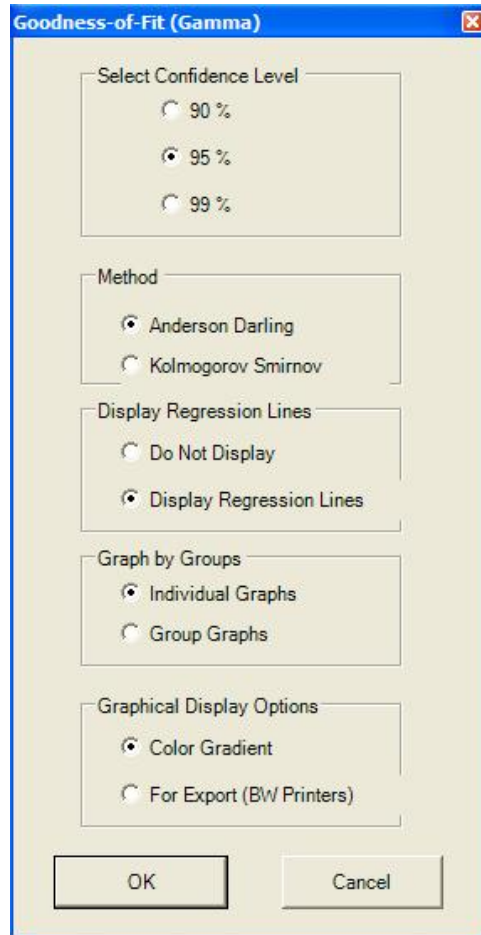 Goodness-of-Fit (Gamma)
Select Confidence Level
90 %
95 %
99 %
Method
Anderson Darling
Kolmogorov Smirnov
Display Regression Lines
Do Not Display
Display Regression Lines
Graph by Groups
Individual Graphs
Group Graphs
Graphical Display Options
Color Gradient
For Export (BW Printers)
OK
Cancel